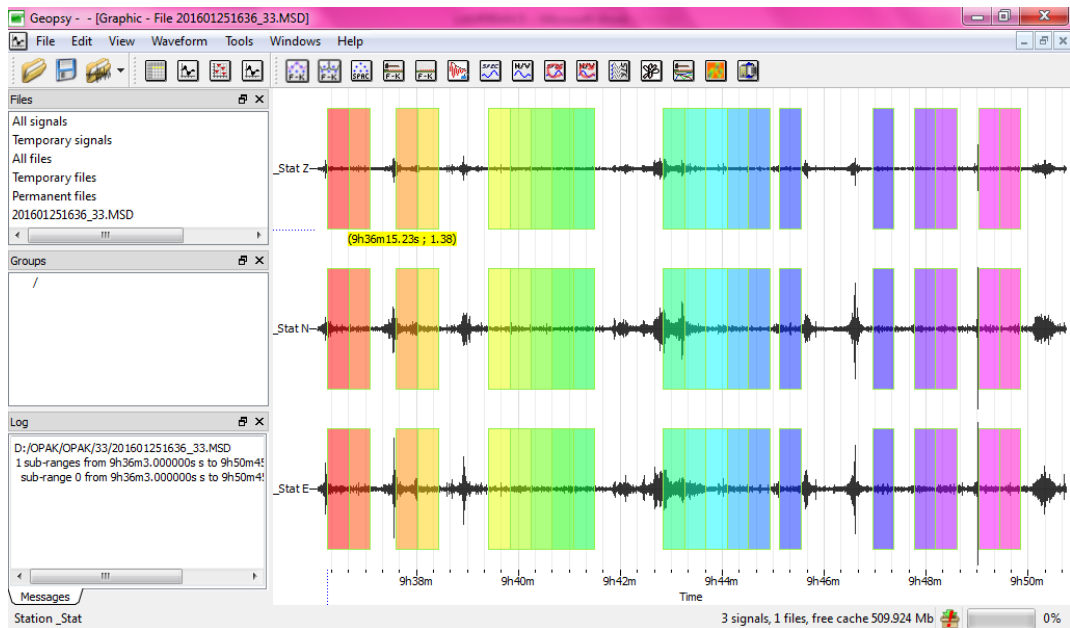 Geopsy - - [Graphic - File 201601251636_33.MSD]
File Edit View Waveform Tools Windows Help
Files
All signals
Temporary signals
All files
Temporary files
Permanent files
201601251636_33.MSD
Groups
/
Log
D:/OPAK/OPAK/33/201601251636_33.MSD
1 sub-ranges from 9h36m3.000000s s to 9h50m45
sub-range 0 from 9h36m3.000000s s to 9h50m45
Messages
Station _Stat
_Stat Z
(9h36m15.23s ; 1.38)
_Stat N
_Stat E
9h38m 9h40m 9h42m 9h44m 9h46m 9h48m 9h50m
Time
3 signals, 1 files, free cache 509.924 Mb 0%